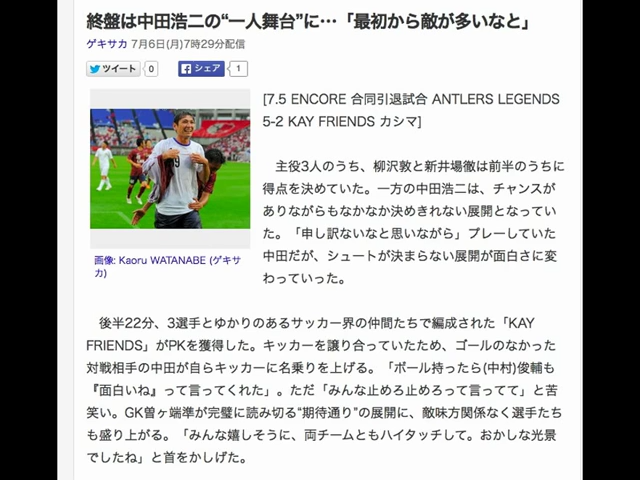 終盤は中田浩二の“一人舞台”に…「最初から敵が多いなと」
ゲキサカ 7月6日(月)7時29分配信
ツイート 0 シェア 1
[7.5 ENCORE 合同引退試合 ANTLERS LEGENDS
5-2 KAY FRIENDS カシマ]
主役3人のうち、柳沢敦と新井場徹は前半のうちに
得点を決めていた。一方の中田浩二は、チャンスが
ありながらもなかなか決めきれない展開となってい
た。「申し訳ないなと思いながら」プレーしていた
中田だが、シュートが決まらない展開が面白さに変
わっていった。
画像: Kaoru WATANABE (ゲキサ
カ)
後半22分、3選手とゆかりのあるサッカー界の仲間たちで編成された「KAY
FRIENDS」がPKを獲得した。キッカーを譲り合っていたため、ゴールのなかった
対戦相手の中田が自らキッカーに名乗りを上げる。「ボール持ったら(中村)俊輔も
『面白いね』って言ってくれた」。ただ「みんな止めろ止めろって言ってて」と苦
笑い。GK曽ヶ端準が完璧に読み切る“期待通り”の展開に、敵味方関係なく選手たち
も盛り上がる。「みんな嬉しそうに、両チームともハイタッチして。おかしな光景
でしたね」と首をかしげた。